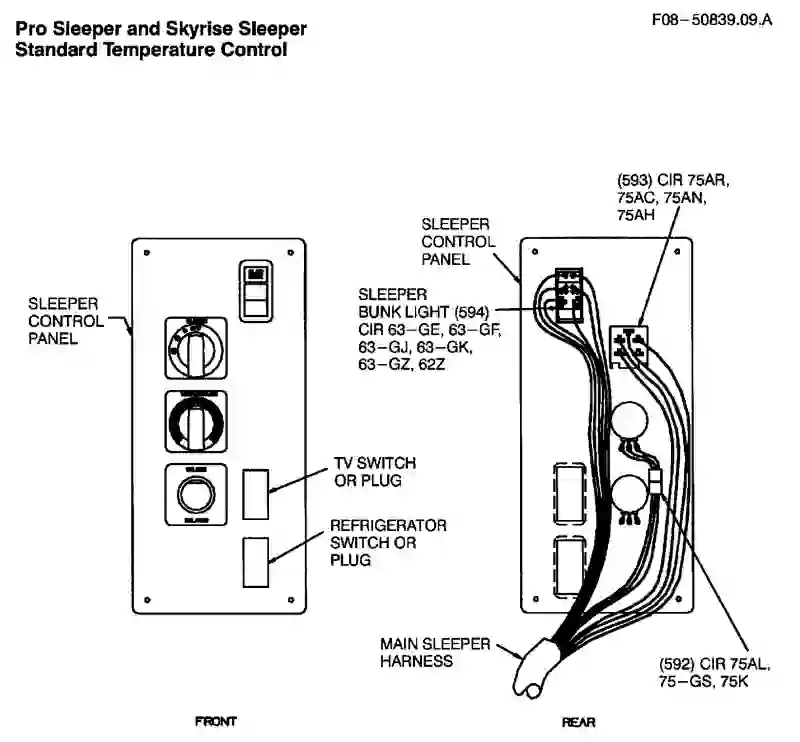 Pro Sleeper and Skyrise Sleeper
Standard Temperature Control
F08-50839.09.A
(593) CIR 75AR,
75AC, 75AN,
75AH
SLEEPER
CONTROL
PANEL
SLEEPER
BUNK LIGHT (594)
CIR 63-GE, 63-GF,
63-GJ, 63-GK,
63-GZ, 62Z
SLEEPER
CONTROL
PANEL
TV SWITCH
OR PLUG
REFRIGERATOR
SWITCH OR
PLUG
MAIN SLEEPER
HARNESS
(592) CIR 75AL,
75-GS, 75K
FRONT
REAR